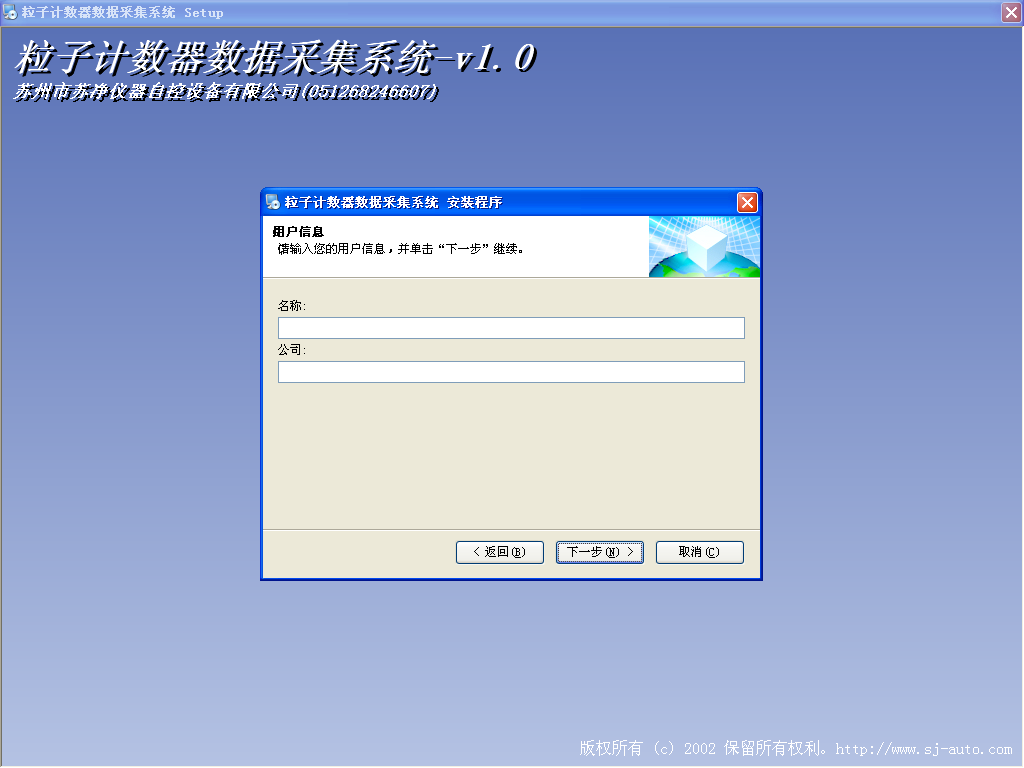 粒子计数器数据采集系统 Setup
粒子计数器数据采集系统-v1.0
苏州市苏净仪器自控设备有限公司(051268246607)
粒子计数器数据采集系统 安装程序
用户信息
请输入您的用户信息，并单击“下一步”继续。
名称:
公司:
< 返回(B)
下一步(N) >
取消(C)
版权所有 (c) 2002 保留所有权利。http://www.sj-auto.com